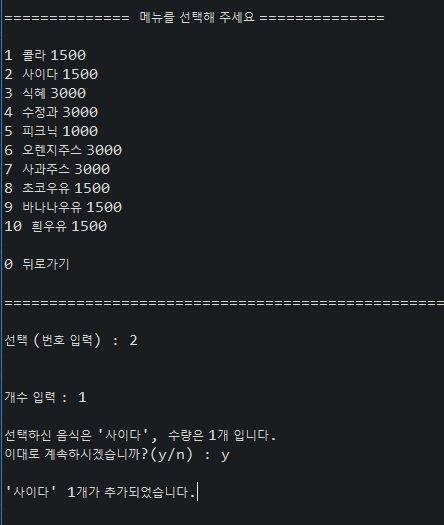 ============== 메뉴를 선택해 주세요 ==============
1 콜라 1500
2 사이다 1500
3 식혜 3000
4 수정과 3000
5 피크닉 1000
6 오렌지주스 3000
7 사과주스 3000
8 초코우유 1500
9 바나나우유 1500
10 흰우유 1500
0 뒤로가기
=================================================
선택 (번호 입력) : 2
개수 입력 : 1
선택하신 음식은 '사이다', 수량은 1개 입니다.
이대로 계속하시겠습니까?(y/n) : y
'사이다' 1개가 추가되었습니다.